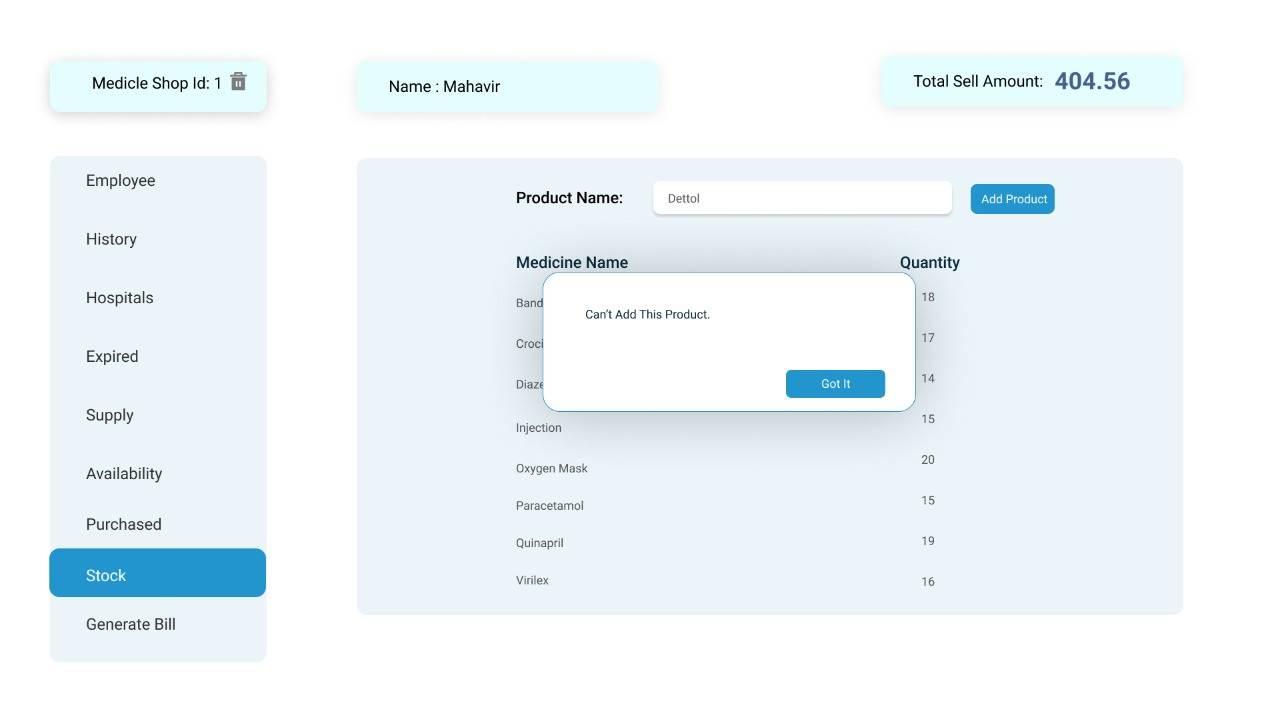 Medicle Shop Id: 1
Name : Mahavir
Total Sell Amount: 404.56
Employee
History
Hospitals
Expired
Supply
Availability
Purchased
Stock
Generate Bill
Product Name: Dettol Add Product
Medicine Name Quantity
18
17
14
Can't Add This Product.
Got It
Injection 15
Oxygen Mask 20
Paracetamol 15
Quinapril 19
Virilex 16